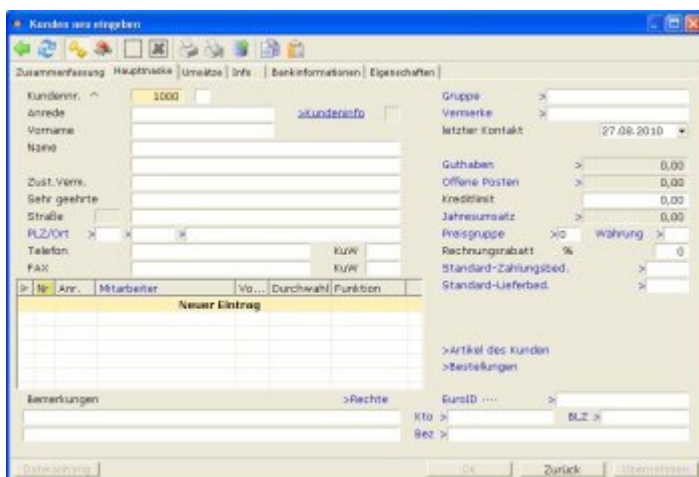 Kunden neu eingeben
Zusammenfassung Hauptmaske Umsätze Info Bankinformationen Eigenschaften
Kundennr. ^ 1000
Anrede >Kundeninfo
Vorname
Name
Zust.Verm.
Sehr geehrte
Straße
PLZ/Ort > > >
Telefon KuW
FAX KuW
Gruppe >
Vermerke >
letzter Kontakt 27.08.2010
Guthaben > 0,00
Offene Posten > 0,00
Kreditlimit 0,00
Jahresumsatz > 0,00
Preisgruppe >0 Währung >
Rechnungsrabatt % 0
Standard-Zahlungsbed. >
Standard-Lieferbed. >
> Nr Anr. Mitarbeiter Vo... Durchwahl Funktion
Neuer Eintrag
>Artikel des Kunden
>Bestellungen
Bemerkungen >Rechte
EuroID ---- >
Kto > BLZ >
Bez >
Dateianhang OK Zurück Übernehmen